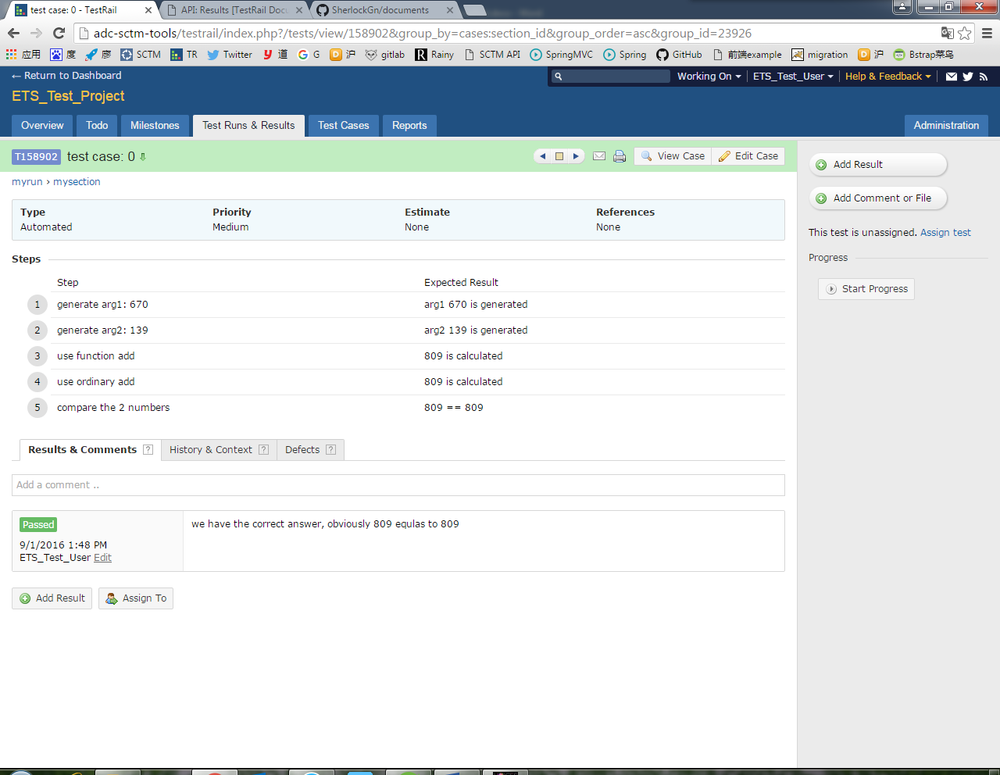 test case: 0 - TestRail
API: Results [TestRail Docu
SherlockGn/documents
adc-sctm-tools/testrail/index.php?/tests/view/158902&group_by=cases:section_id&group_order=asc&group_id=23926
应用 度 廖 SCTM TR Twitter 道 G 沪 gitlab Rainy SCTM API SpringMVC Spring GitHub 前端example migration 沪 Bstrap菜鸟
← Return to Dashboard
Working On
ETS_Test_User
Help & Feedback
ETS_Test_Project
Overview
Todo
Milestones
Test Runs & Results
Test Cases
Reports
Administration
T158902 test case: 0
View Case
Edit Case
myrun › mysection
Type Priority Estimate References
Automated Medium None None
Steps
Step Expected Result
1 generate arg1: 670 arg1 670 is generated
2 generate arg2: 139 arg2 139 is generated
3 use function add 809 is calculated
4 use ordinary add 809 is calculated
5 compare the 2 numbers 809 == 809
Results & Comments ?
History & Context ?
Defects ?
Add a comment ..
Passed
9/1/2016 1:48 PM
ETS_Test_User Edit
we have the correct answer, obviously 809 equlas to 809
Add Result
Assign To
Add Result
Add Comment or File
This test is unassigned. Assign test
Progress
Start Progress